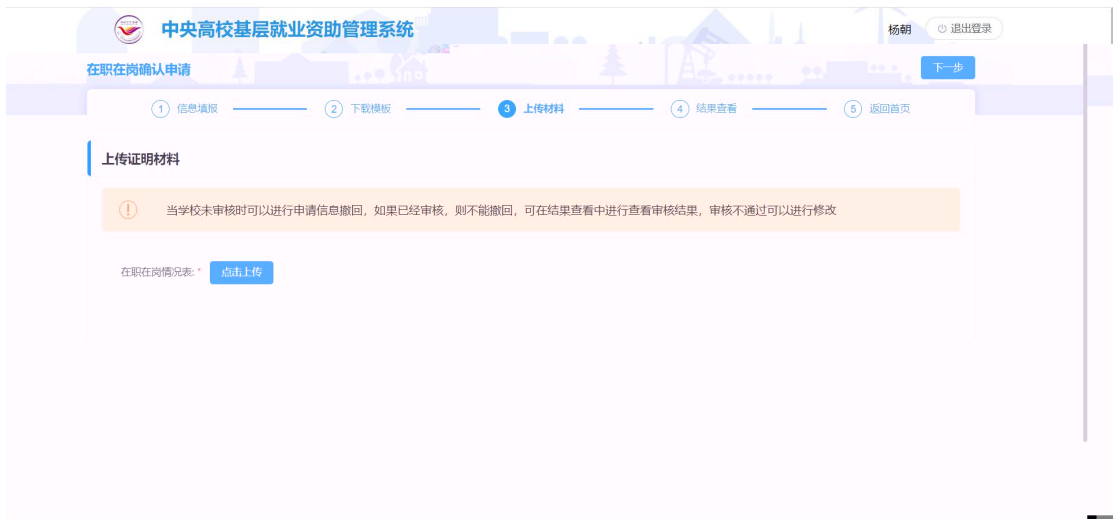 中央高校基层就业资助管理系统 杨朝 退出登录
在职在岗确认申请 下一步
1 信息填报 2 下载模板 3 上传材料 4 结果查看 5 返回首页
上传证明材料
当学校未审核时可以进行申请信息撤回，如果已经审核，则不能撤回，可在结果查看中进行查看审核结果，审核不通过可以进行修改
在职在岗情况表:* 点击上传